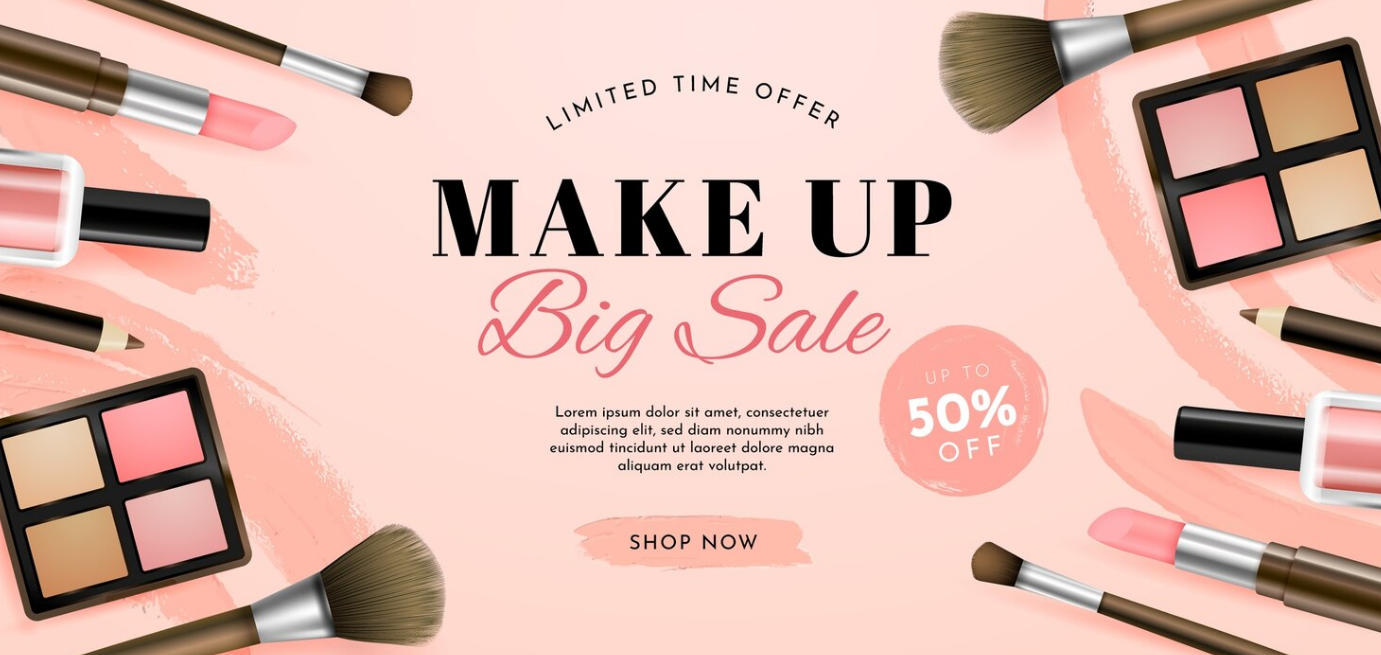 LIMITED TIME OFFER
MAKE UP
Big Sale
UP TO
50%
OFF
Lorem ipsum dolor sit amet, consectetuer
adipiscing elit, sed diam nonummy nibh
euismod tincidunt ut laoreet dolore magna
aliquam erat volutpat.
SHOP NOW